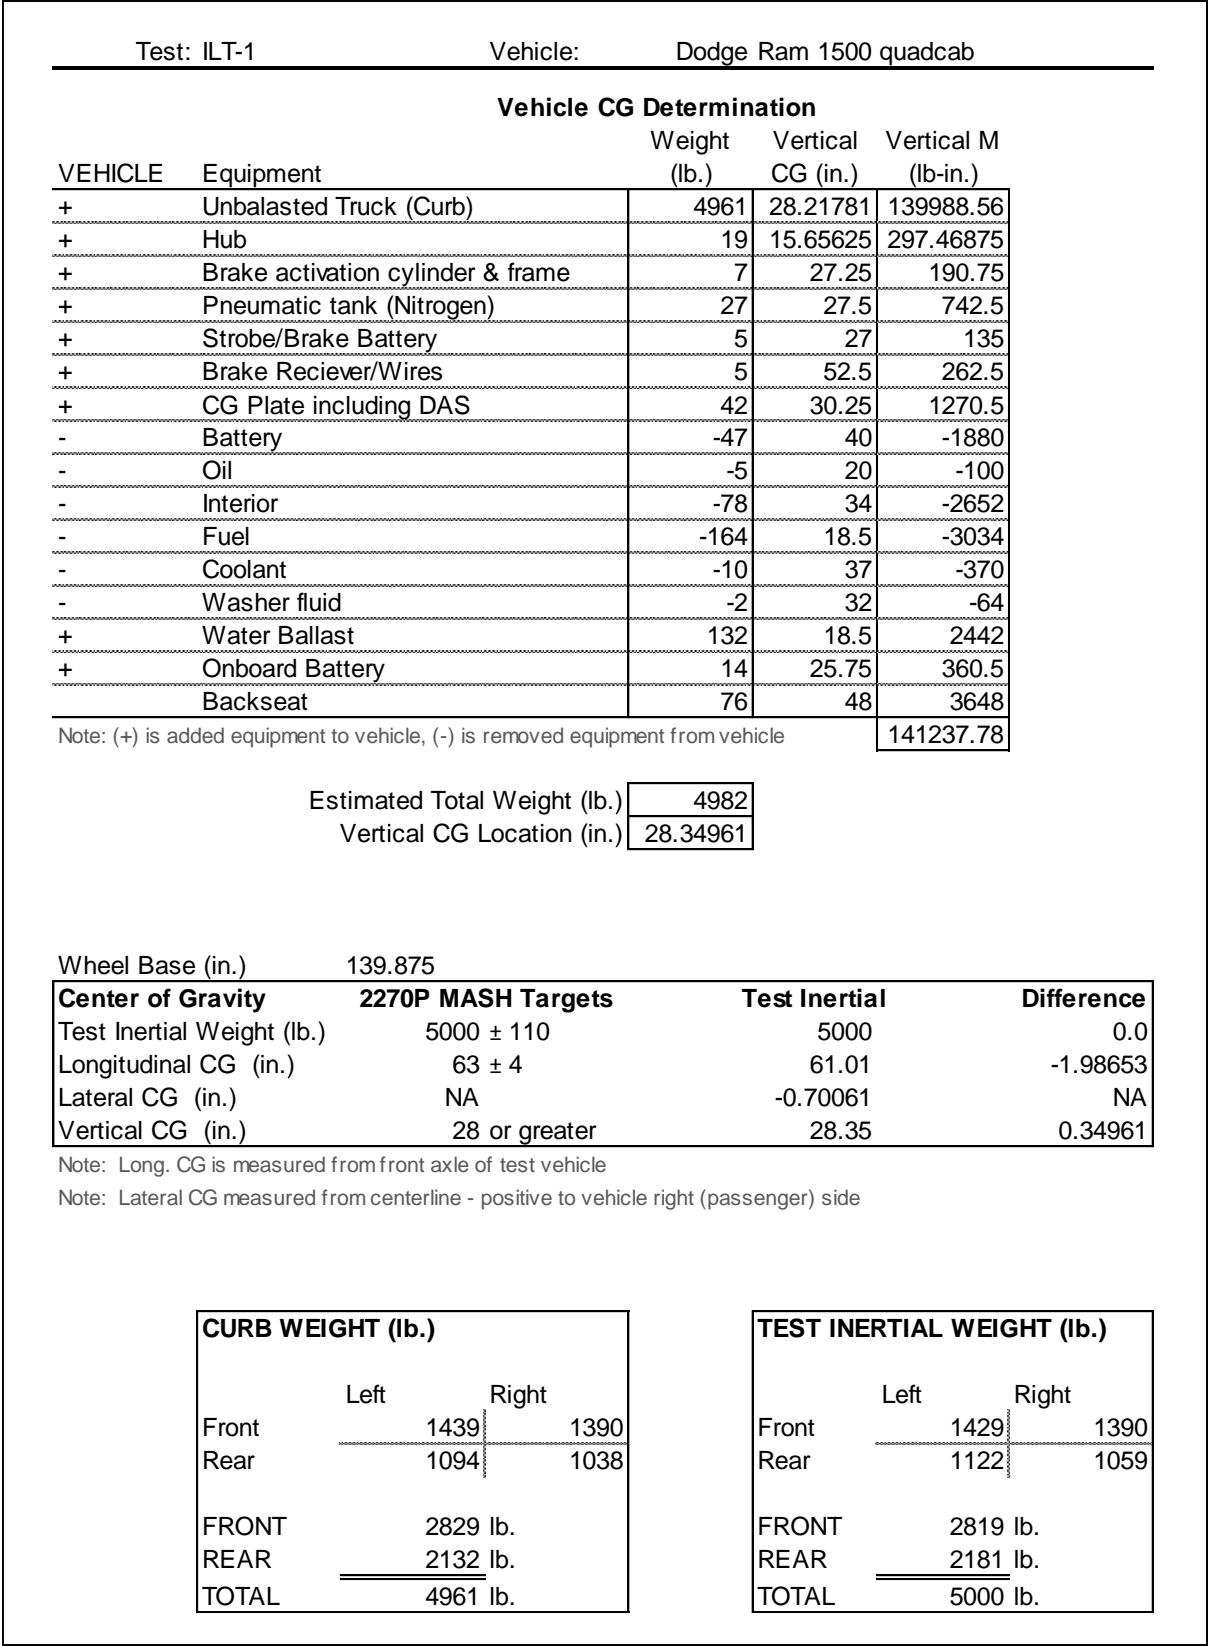 Test: ILT-1 Vehicle: Dodge Ram 1500 quadcab
Vehicle CG Determination
Weight Vertical Vertical M
VEHICLE Equipment (lb.) CG (in.) (lb-in.)
+ Unbalasted Truck (Curb) 4961 28.21781 139988.56
+ Hub 19 15.65625 297.46875
+ Brake activation cylinder & frame 7 27.25 190.75
+ Pneumatic tank (Nitrogen) 27 27.5 742.5
+ Strobe/Brake Battery 5 27 135
+ Brake Reciever/Wires 5 52.5 262.5
+ CG Plate including DAS 42 30.25 1270.5
- Battery -47 40 -1880
- Oil -5 20 -100
- Interior -78 34 -2652
- Fuel -164 18.5 -3034
- Coolant -10 37 -370
- Washer fluid -2 32 -64
+ Water Ballast 132 18.5 2442
+ Onboard Battery 14 25.75 360.5
Backseat 76 48 3648
Note: (+) is added equipment to vehicle, (-) is removed equipment from vehicle 141237.78
Estimated Total Weight (lb.) 4982
Vertical CG Location (in.) 28.34961
Wheel Base (in.) 139.875
Center of Gravity 2270P MASH Targets Test Inertial Difference
Test Inertial Weight (lb.) 5000 ± 110 5000 0.0
Longitudinal CG (in.) 63 ± 4 61.01 -1.98653
Lateral CG (in.) NA -0.70061 NA
Vertical CG (in.) 28 or greater 28.35 0.34961
Note: Long. CG is measured from front axle of test vehicle
Note: Lateral CG measured from centerline - positive to vehicle right (passenger) side
CURB WEIGHT (lb.) TEST INERTIAL WEIGHT (lb.)
Left Right Left Right
Front 1439 1390 Front 1429 1390
Rear 1094 1038 Rear 1122 1059
FRONT 2829 lb. FRONT 2819 lb.
REAR 2132 lb. REAR 2181 lb.
TOTAL 4961 lb. TOTAL 5000 lb.